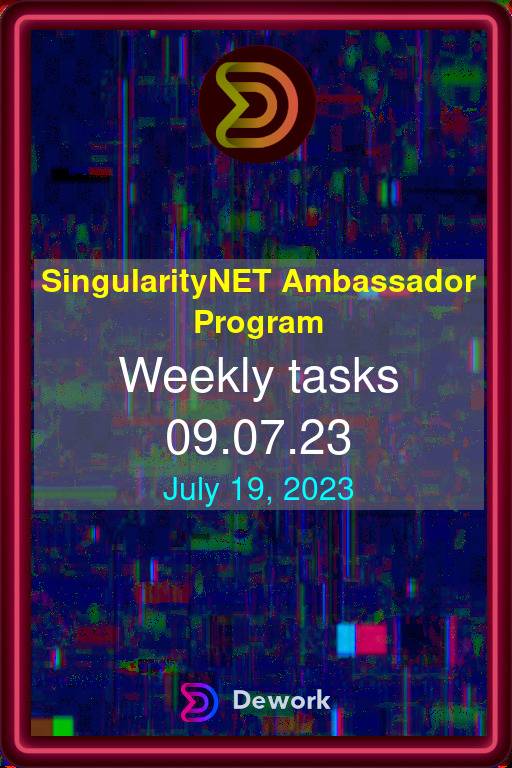 SingularityNET Ambassador
Program
Weekly tasks
09.07.23
July 19, 2023
Dework